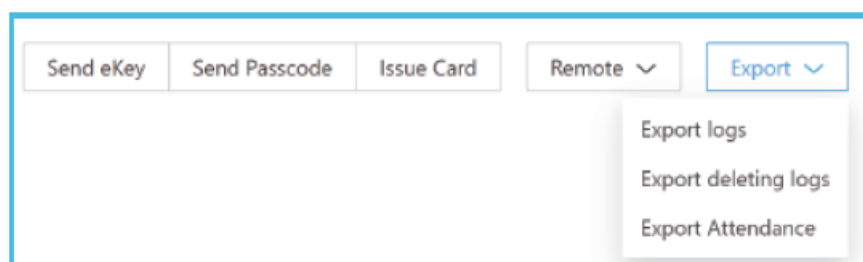 Send eKey Send Passcode Issue Card Remote Export
Export logs
Export deleting logs
Export Attendance